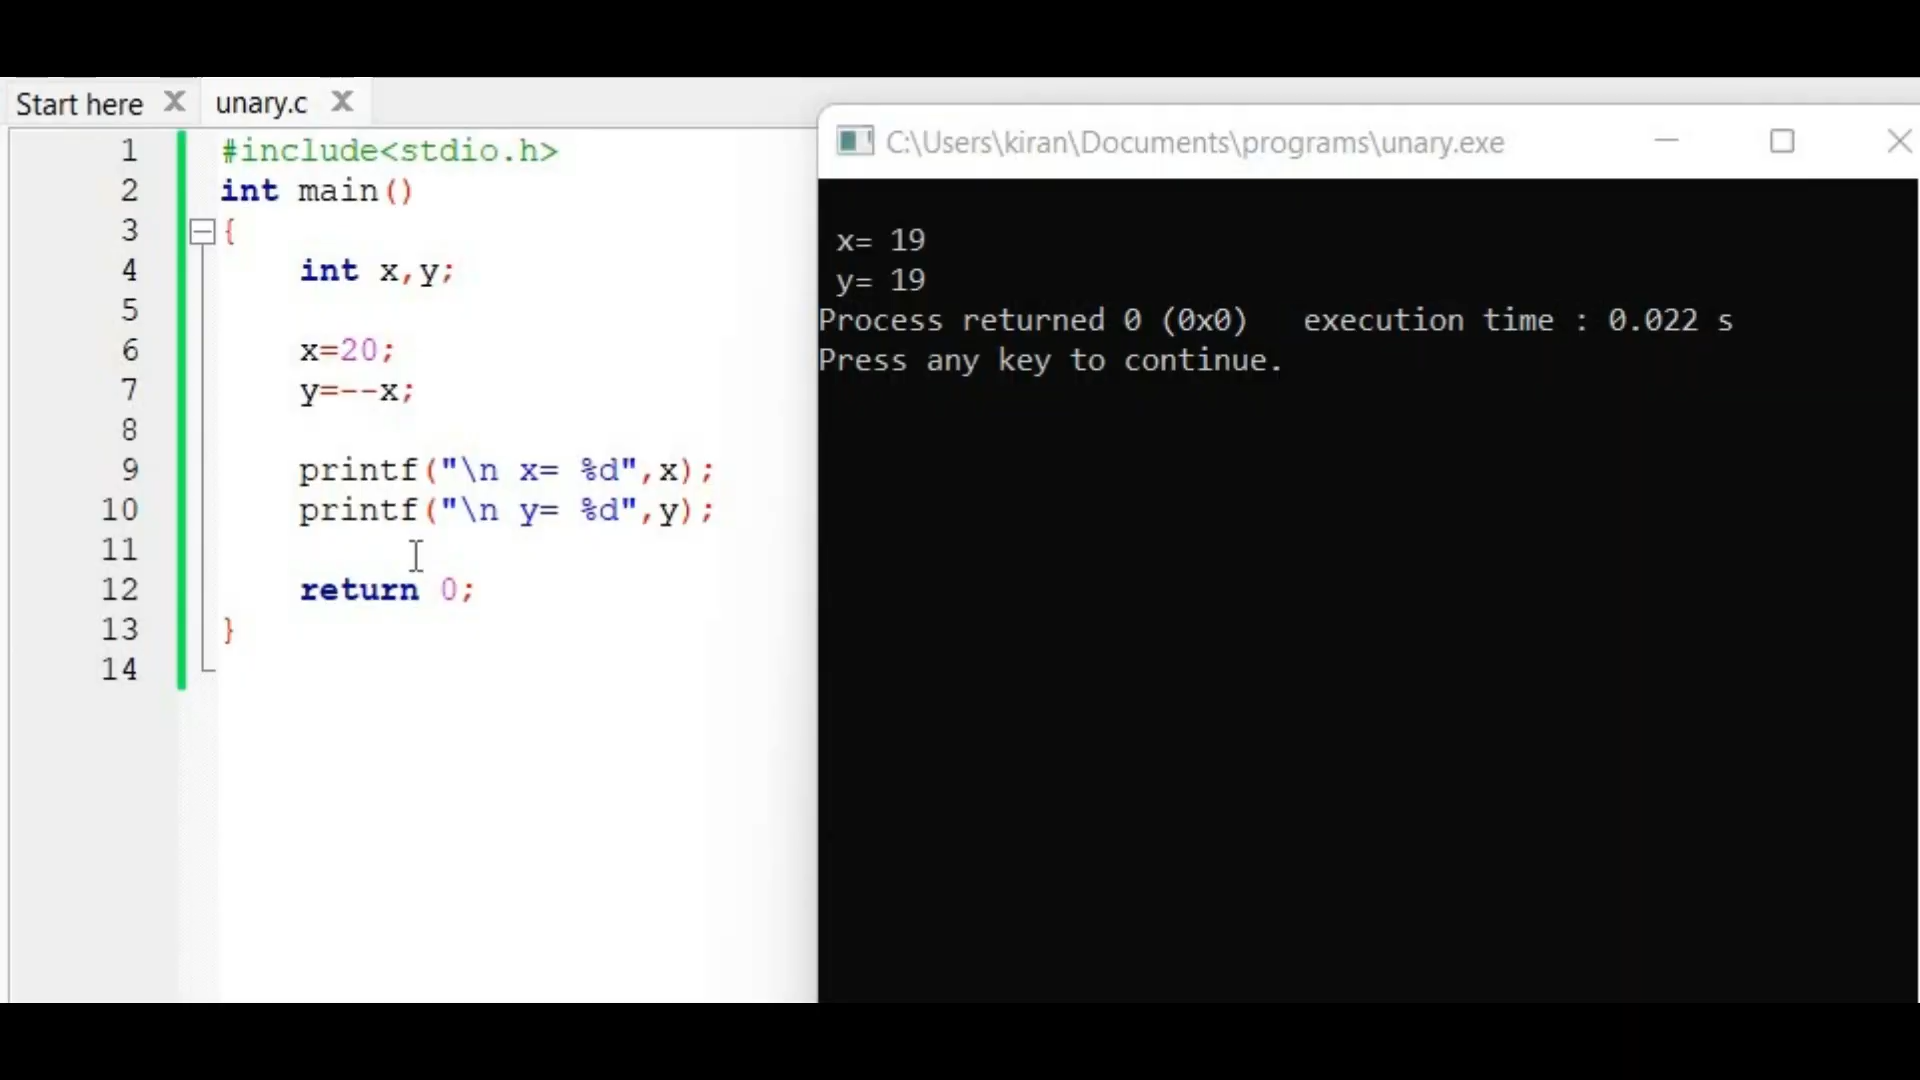 Start here
unary.c
1 #include<stdio.h>
2 int main()
3 {
4 int x,y;
5
6 x=20;
7 y=--x;
8
9 printf("\n x= %d",x);
10 printf("\n y= %d",y);
11
12 return 0;
13 }
14
C:\Users\kiran\Documents\programs\unary.exe
x= 19
y= 19
Process returned 0 (0x0)   execution time : 0.022 s
Press any key to continue.